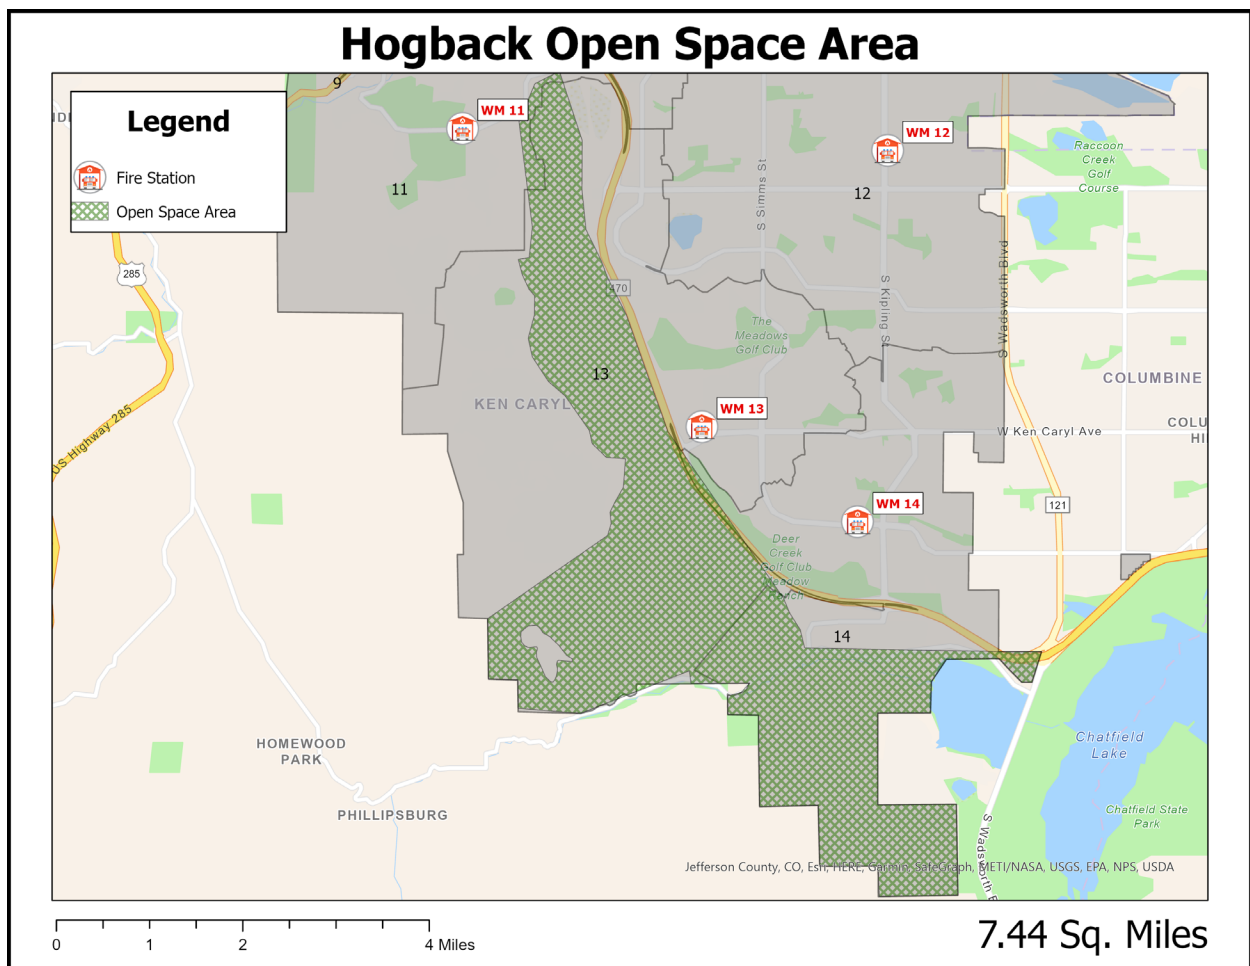 Hogback Open Space Area
9
Legend
Fire Station
Open Space Area
WM 11
WM 12
11
12
Raccoon
Creek
Golf
Course
S Simms St
285
470
S Kipling St
S Wadsworth Blvd
The
Meadows
Golf Club
13
KEN CARYL
COLUMBINE
WM 13
US Highway 285
W Ken Caryl Ave
WM 14
121
Deer
Creek
Golf Club
Meadow
Ranch
14
HOMEWOOD
PARK
Chatfield
Lake
PHILLIPSBURG
Chatfield State
Park
S Wadsworth B
Jefferson County, CO, Esri, HERE, Garmin, SafeGraph, METI/NASA, USGS, EPA, NPS, USDA
0 1 2 4 Miles
7.44 Sq. Miles